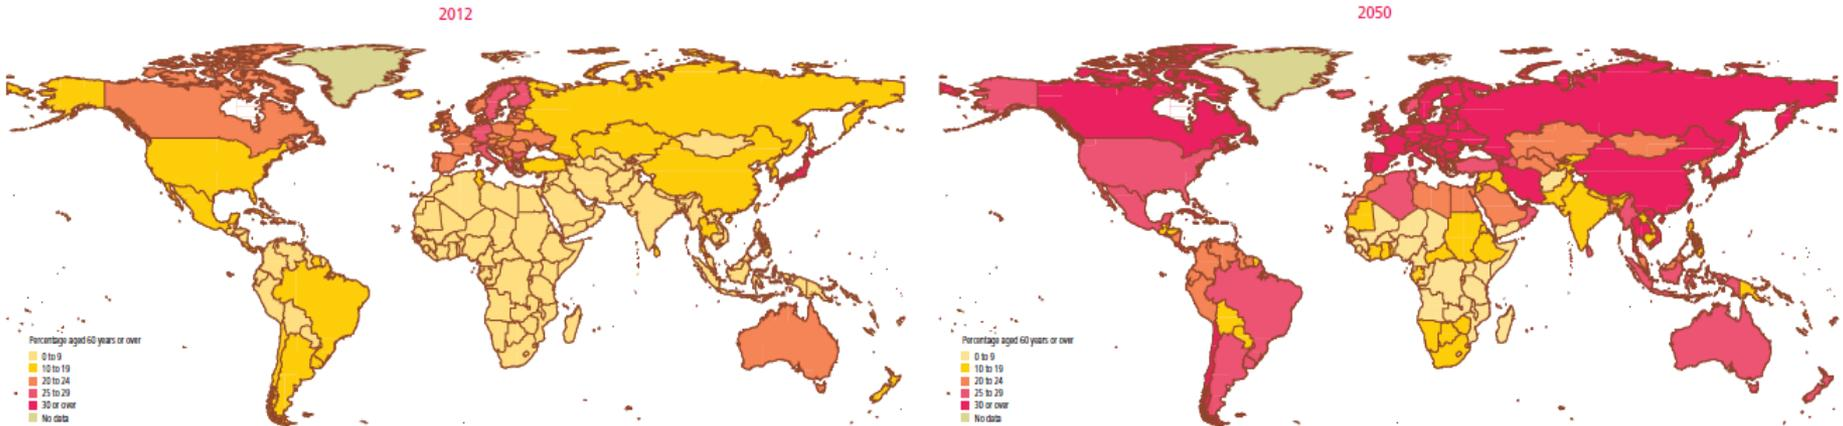 2012
2050
Percentage aged 60 years or over
0 to 9
10 to 19
20 to 24
25 to 29
30 or over
No data
Percentage aged 60 years or over
0 to 9
10 to 19
20 to 24
25 to 29
30 or over
No data